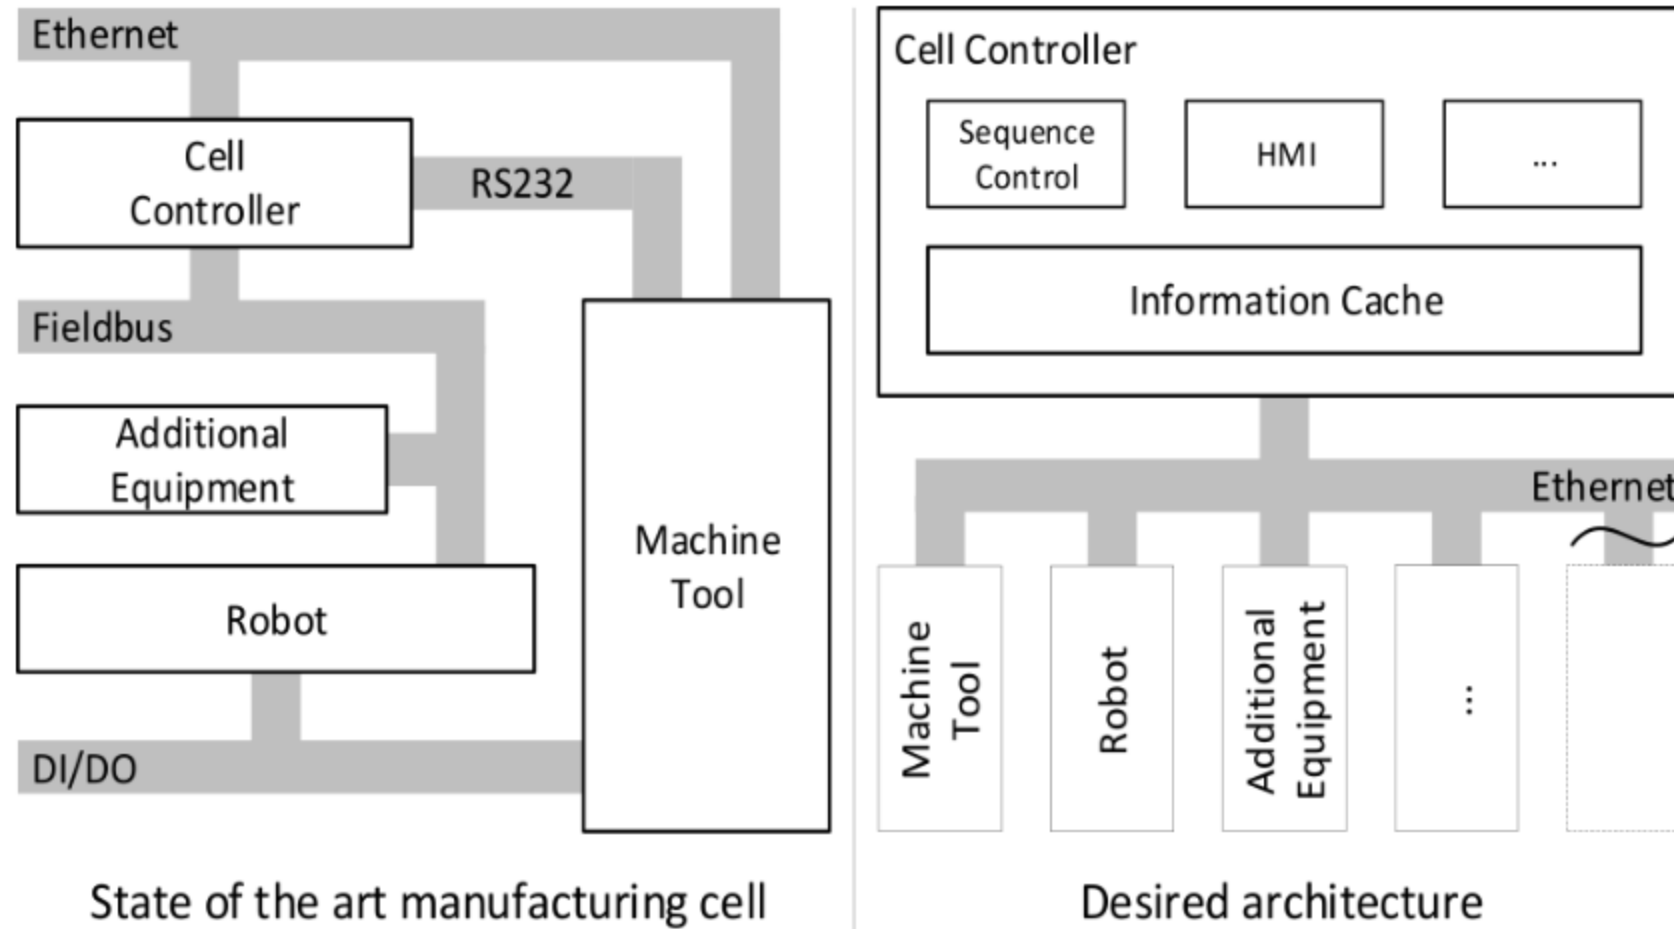 Ethernet
Cell
Controller
RS232
Fieldbus
Additional
Equipment
Robot
Machine
Tool
DI/DO
State of the art manufacturing cell
Cell Controller
Sequence
Control
HMI
...
Information Cache
Ethernet
Machine
Tool
Robot
Additional
Equipment
...
Desired architecture